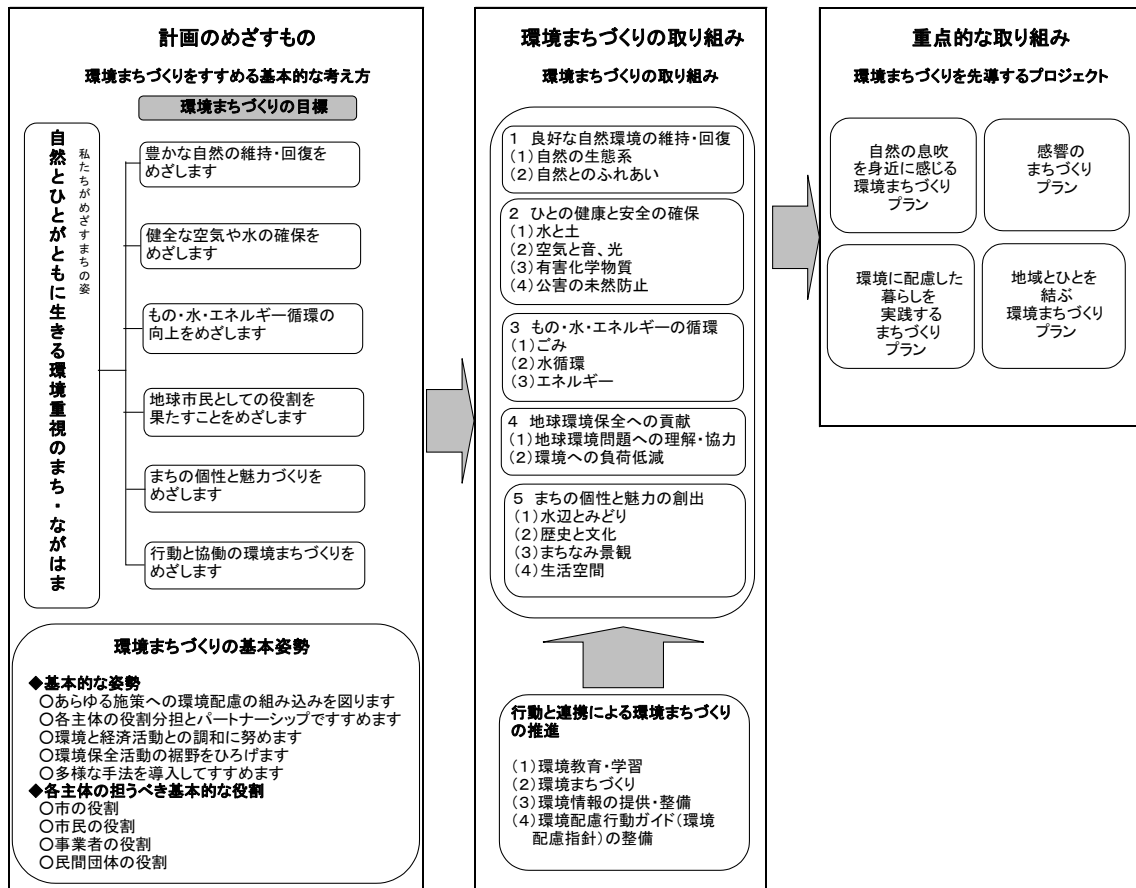 計画のめざすもの
環境まちづくりをすすめる基本的な考え方
環境まちづくりの目標
私たちがめざすまちの姿
自然とひとがともに生きる環境重視のまち・ながはま
豊かな自然の維持・回復を
めざします
健全な空気や水の確保を
めざします
もの・水・エネルギー循環の
向上をめざします
地球市民としての役割を
果たすことをめざします
まちの個性と魅力づくりを
めざします
行動と協働の環境まちづくりを
めざします
環境まちづくりの基本姿勢
◆基本的な姿勢
○あらゆる施策への環境配慮の組み込みを図ります
○各主体の役割分担とパートナーシップですすめます
○環境と経済活動との調和に努めます
○環境保全活動の裾野をひろげます
○多様な手法を導入してすすめます
◆各主体の担うべき基本的な役割
○市の役割
○市民の役割
○事業者の役割
○民間団体の役割
環境まちづくりの取り組み
環境まちづくりの取り組み
1 良好な自然環境の維持・回復
(1)自然の生態系
(2)自然とのふれあい
2 ひとの健康と安全の確保
(1)水と土
(2)空気と音、光
(3)有害化学物質
(4)公害の未然防止
3 もの・水・エネルギーの循環
(1)ごみ
(2)水循環
(3)エネルギー
4 地球環境保全への貢献
(1)地球環境問題への理解・協力
(2)環境への負荷低減
5 まちの個性と魅力の創出
(1)水辺とみどり
(2)歴史と文化
(3)まちなみ景観
(4)生活空間
行動と連携による環境まちづくり
の推進
(1)環境教育・学習
(2)環境まちづくり
(3)環境情報の提供・整備
(4)環境配慮行動ガイド(環境
配慮指針)の整備
重点的な取り組み
環境まちづくりを先導するプロジェクト
自然の息吹
を身近に感じる
環境まちづくり
プラン
感響の
まちづくり
プラン
環境に配慮した
暮らしを
実践する
まちづくり
プラン
地域とひとを
結ぶ
環境まちづくり
プラン